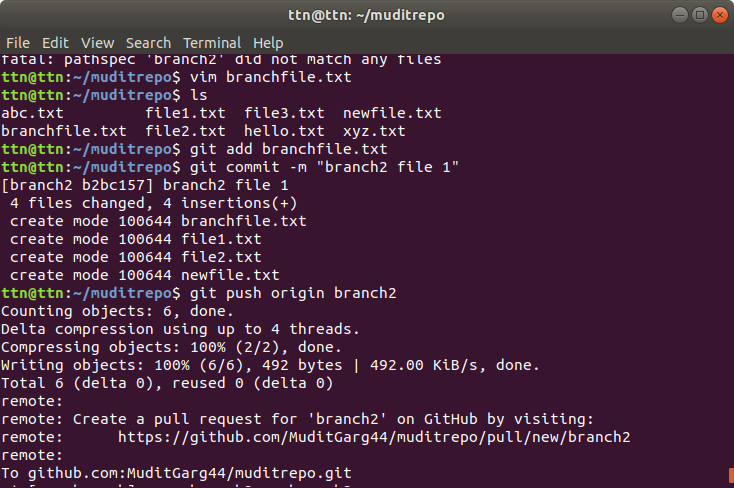 ttn@ttn: ~/muditrepo
File Edit View Search Terminal Help
fatal: pathspec 'branch2' did not match any files
ttn@ttn:~/muditrepo$ vim branchfile.txt
ttn@ttn:~/muditrepo$ ls
abc.txt file1.txt file3.txt newfile.txt
branchfile.txt file2.txt hello.txt xyz.txt
ttn@ttn:~/muditrepo$ git add branchfile.txt
ttn@ttn:~/muditrepo$ git commit -m "branch2 file 1"
[branch2 b2bc157] branch2 file 1
4 files changed, 4 insertions(+)
create mode 100644 branchfile.txt
create mode 100644 file1.txt
create mode 100644 file2.txt
create mode 100644 newfile.txt
ttn@ttn:~/muditrepo$ git push origin branch2
Counting objects: 6, done.
Delta compression using up to 4 threads.
Compressing objects: 100% (2/2), done.
Writing objects: 100% (6/6), 492 bytes | 492.00 KiB/s, done.
Total 6 (delta 0), reused 0 (delta 0)
remote:
remote: Create a pull request for 'branch2' on GitHub by visiting:
remote: https://github.com/MuditGarg44/muditrepo/pull/new/branch2
remote:
To github.com:MuditGarg44/muditrepo.git